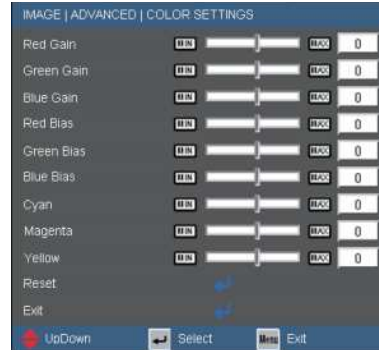 IMAGE | ADVANCED | COLOR SETTINGS
Red Gain MIN MAX 0
Green Gain MIN MAX 0
Blue Gain MIN MAX 0
Red Bias MIN MAX 0
Green Bias MIN MAX 0
Blue Bias MIN MAX 0
Cyan MIN MAX 0
Magenta MIN MAX 0
Yellow MIN MAX 0
Reset
Exit
UpDown Select Menu Exit